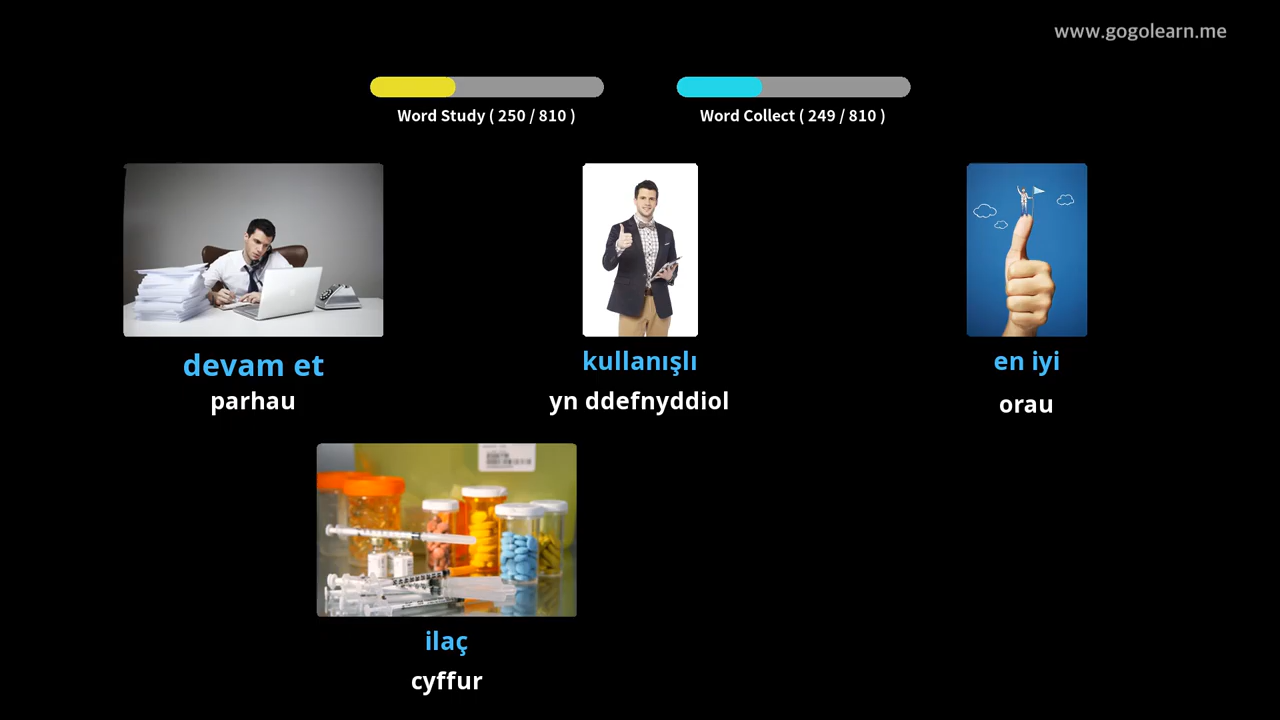 www.gogolearn.me
Word Study ( 250 / 810 )
Word Collect ( 249 / 810 )
devam et
parhau
kullanışlı
yn ddefnyddiol
en iyi
orau
ilaç
cyffur